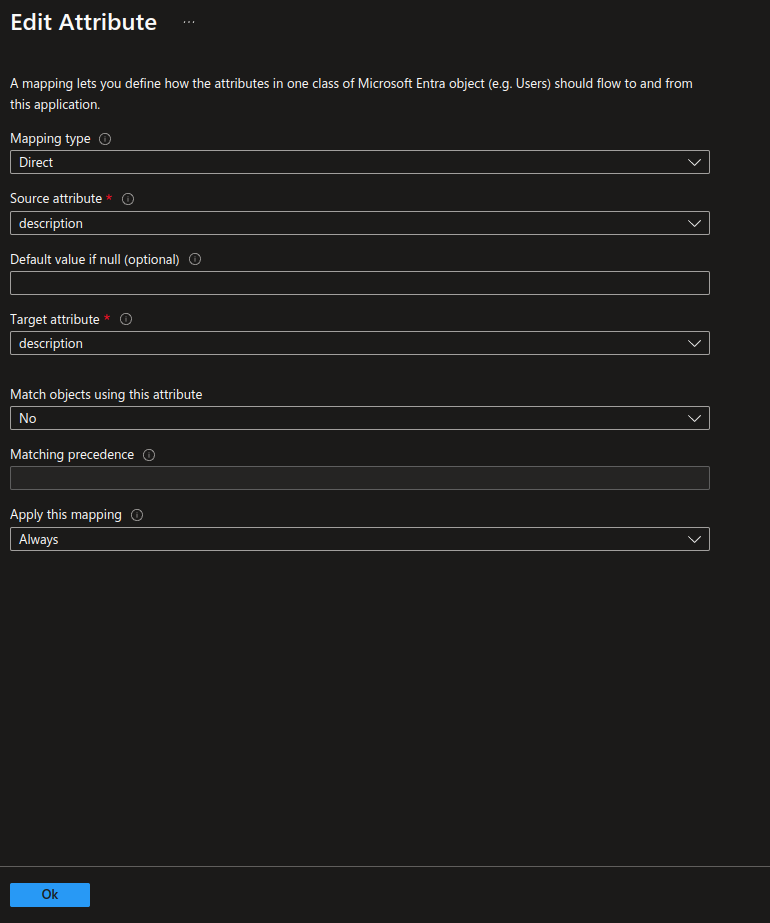 Edit Attribute ...
A mapping lets you define how the attributes in one class of Microsoft Entra object (e.g. Users) should flow to and from
this application.
Mapping type
Direct
Source attribute *
description
Default value if null (optional)
Target attribute *
description
Match objects using this attribute
No
Matching precedence
Apply this mapping
Always
Ok